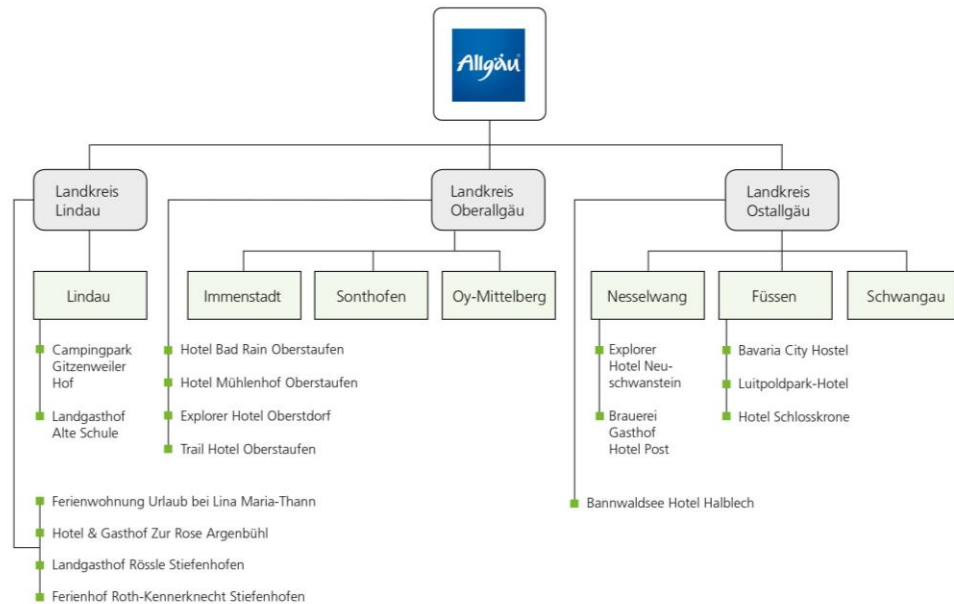 Allgäu
Landkreis
Lindau
Landkreis
Oberallgäu
Landkreis
Ostallgäu
Lindau
Immenstadt
Sonthofen
Oy-Mittelberg
Nesselwang
Füssen
Schwangau
Campingpark
Gitzenweiler
Hof
Landgasthof
Alte Schule
Hotel Bad Rain Oberstaufen
Hotel Mühlenhof Oberstaufen
Explorer Hotel Oberstdorf
Trail Hotel Oberstaufen
Explorer
Hotel Neu-
schwanstein
Brauerei
Gasthof
Hotel Post
Bavaria City Hostel
Luitpoldpark-Hotel
Hotel Schlosskrone
Ferienwohnung Urlaub bei Lina Maria-Thann
Hotel & Gasthof Zur Rose Argenbühl
Landgasthof Rössle Stiefenhofen
Ferienhof Roth-Kennerknecht Stiefenhofen
Bannwaldsee Hotel Halblech